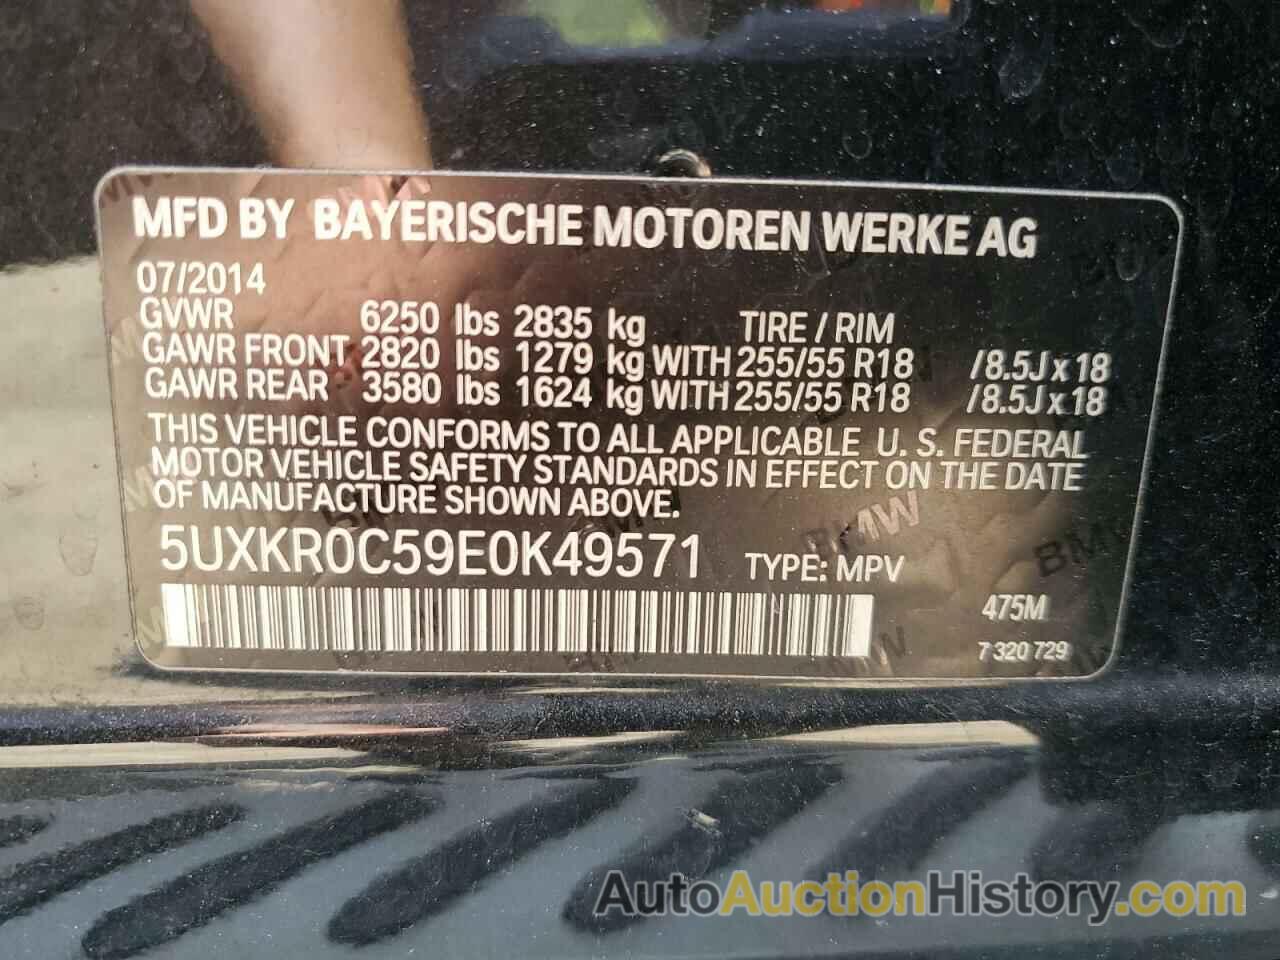 MFD BY BAYERISCHE MOTOREN WERKE AG
07/2014
GVWR 6250 lbs 2835 kg TIRE / RIM
GAWR FRONT 2820 lbs 1279 kg WITH 255/55 R18 /8.5J x 18
GAWR REAR 3580 lbs 1624 kg WITH 255/55 R18 /8.5J x 18
THIS VEHICLE CONFORMS TO ALL APPLICABLE U. S. FEDERAL
MOTOR VEHICLE SAFETY STANDARDS IN EFFECT ON THE DATE
OF MANUFACTURE SHOWN ABOVE.
5UXKR0C59E0K49571 TYPE: MPV
475M
7 320 729
AutoAuctionHistory.com